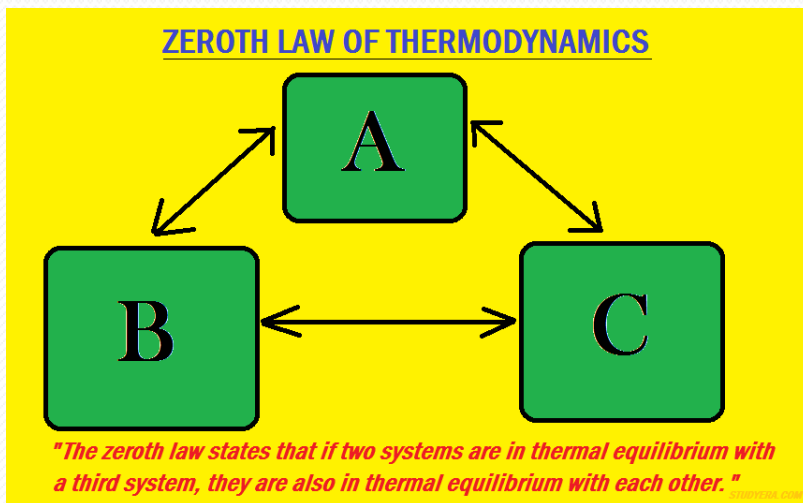 ZEROTH LAW OF THERMODYNAMICS
A
B
C
"The zeroth law states that if two systems are in thermal equilibrium with
a third system, they are also in thermal equilibrium with each other. "
STUDYERA.COM